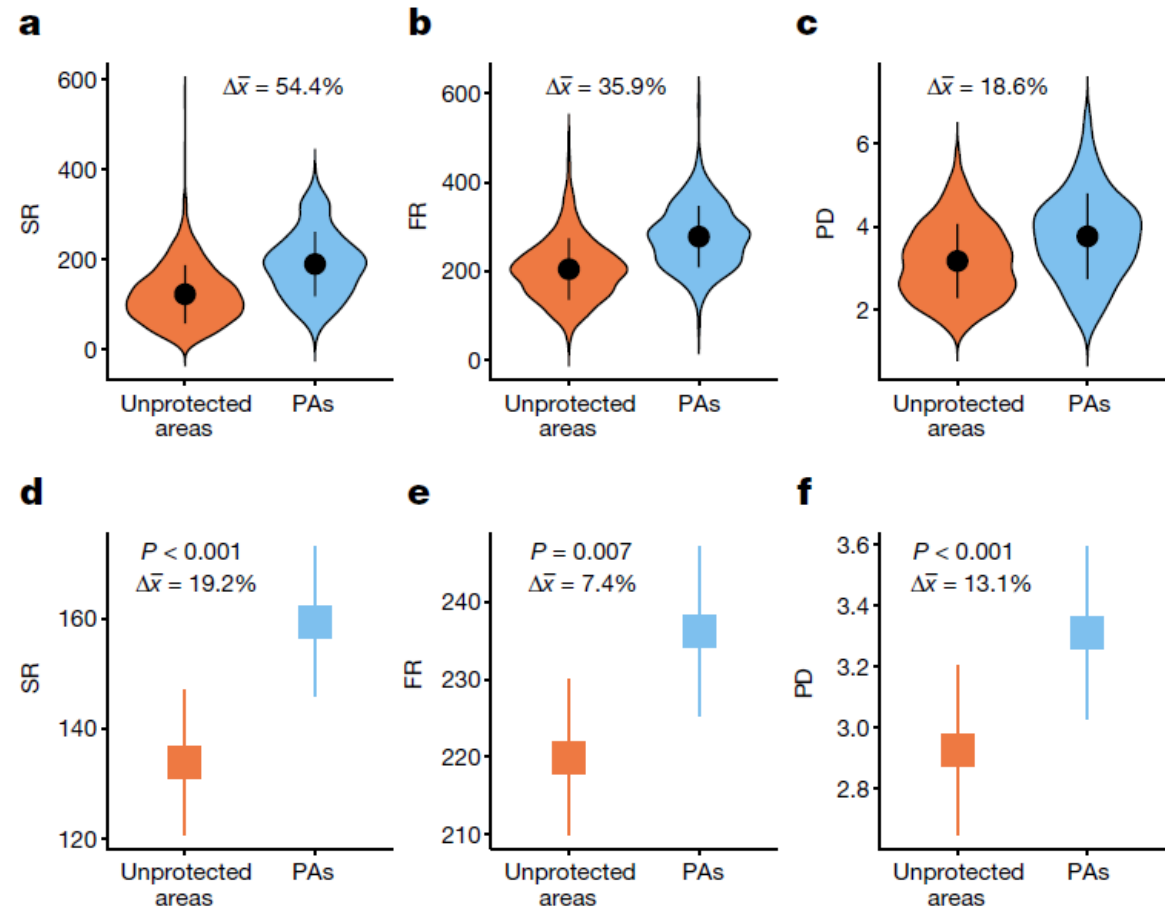 a
Δx̄ = 54.4%
SR
600
400
200
0
Unprotected
areas
PAs
b
Δx̄ = 35.9%
FR
600
400
200
0
Unprotected
areas
PAs
c
Δx̄ = 18.6%
PD
6
4
2
Unprotected
areas
PAs
d
P < 0.001
Δx̄ = 19.2%
SR
160
140
120
Unprotected
areas
PAs
e
P = 0.007
Δx̄ = 7.4%
FR
240
230
220
210
Unprotected
areas
PAs
f
P < 0.001
Δx̄ = 13.1%
PD
3.6
3.4
3.2
3.0
2.8
Unprotected
areas
PAs